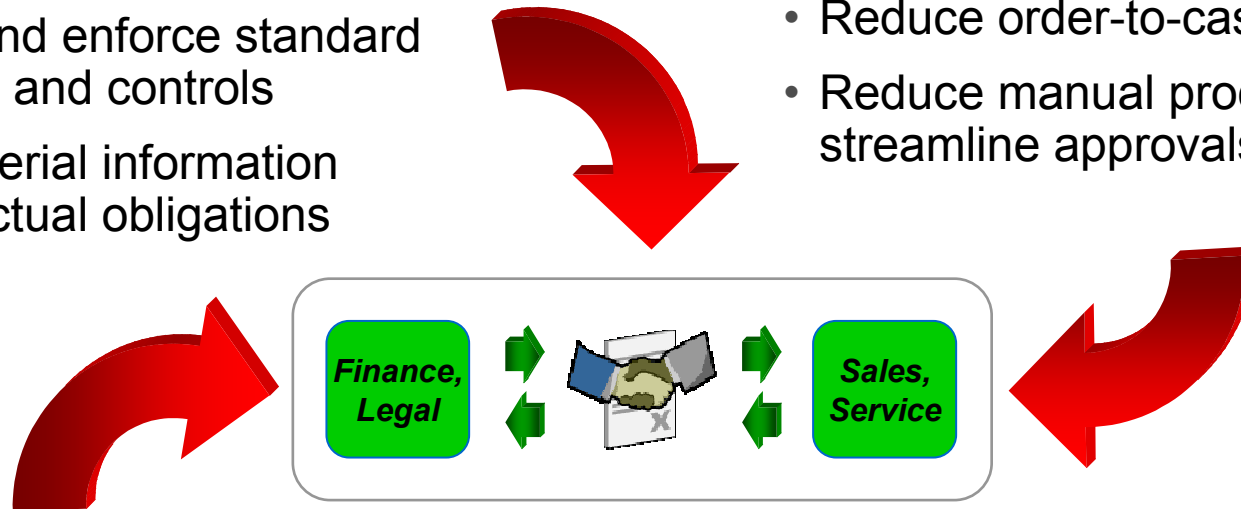 nd enforce standard
and controls
erial information
ctual obligations
• Reduce order-to-cas
• Reduce manual proc
streamline approvals
Finance,
Legal
X
Sales,
Service